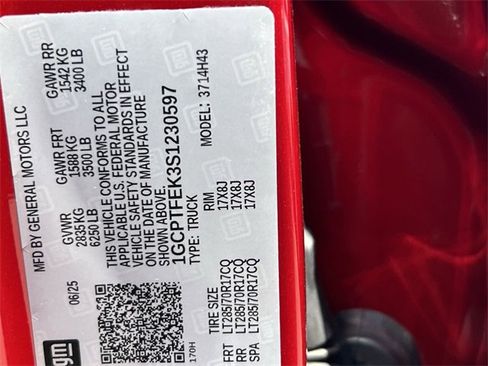 gm
MFD BY GENERAL MOTORS LLC
06/25
GVWR GAWR FRT GAWR RR
2835 KG 1588 KG 1542 KG
6250 LB 3500 LB 3400 LB
THIS VEHICLE CONFORMS TO ALL
APPLICABLE U.S. FEDERAL MOTOR
VEHICLE SAFETY STANDARDS IN EFFECT
ON THE DATE OF MANUFACTURE
SHOWN ABOVE.
1GCPTFEK3S1230597
TYPE: TRUCK MODEL: 3714H43
170H
TIRE SIZE RIM
FRT LT285/70R17CQ 17X8J
RR LT285/70R17CQ 17X8J
SPA LT285/70R17CQ 17X8J